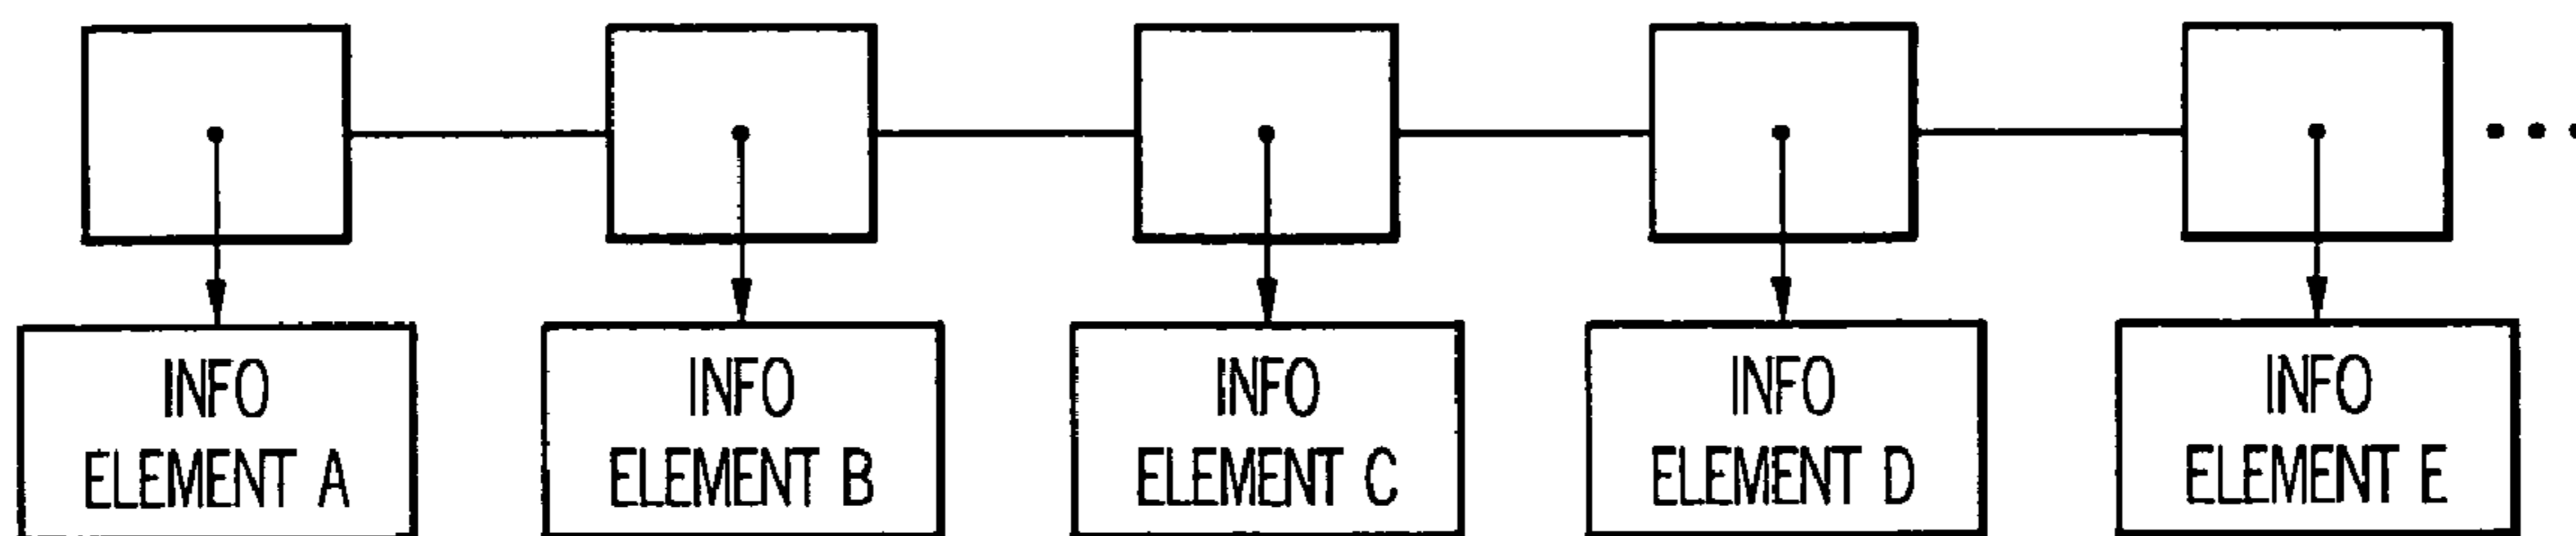 INFO
ELEMENT A
INFO
ELEMENT B
INFO
ELEMENT C
INFO
ELEMENT D
INFO
ELEMENT E